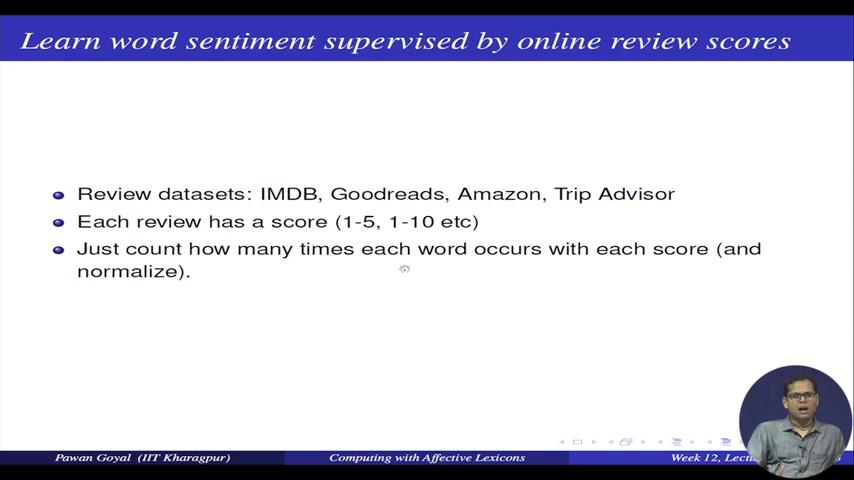 Learn word sentiment supervised by online review scores
Review datasets: IMDB, Goodreads, Amazon, Trip Advisor
Each review has a score (1-5, 1-10 etc)
Just count how many times each word occurs with each score (and
normalize).
Pawan Goyal (IIT Kharagpur)
Computing with Affective Lexicons
Week 12,